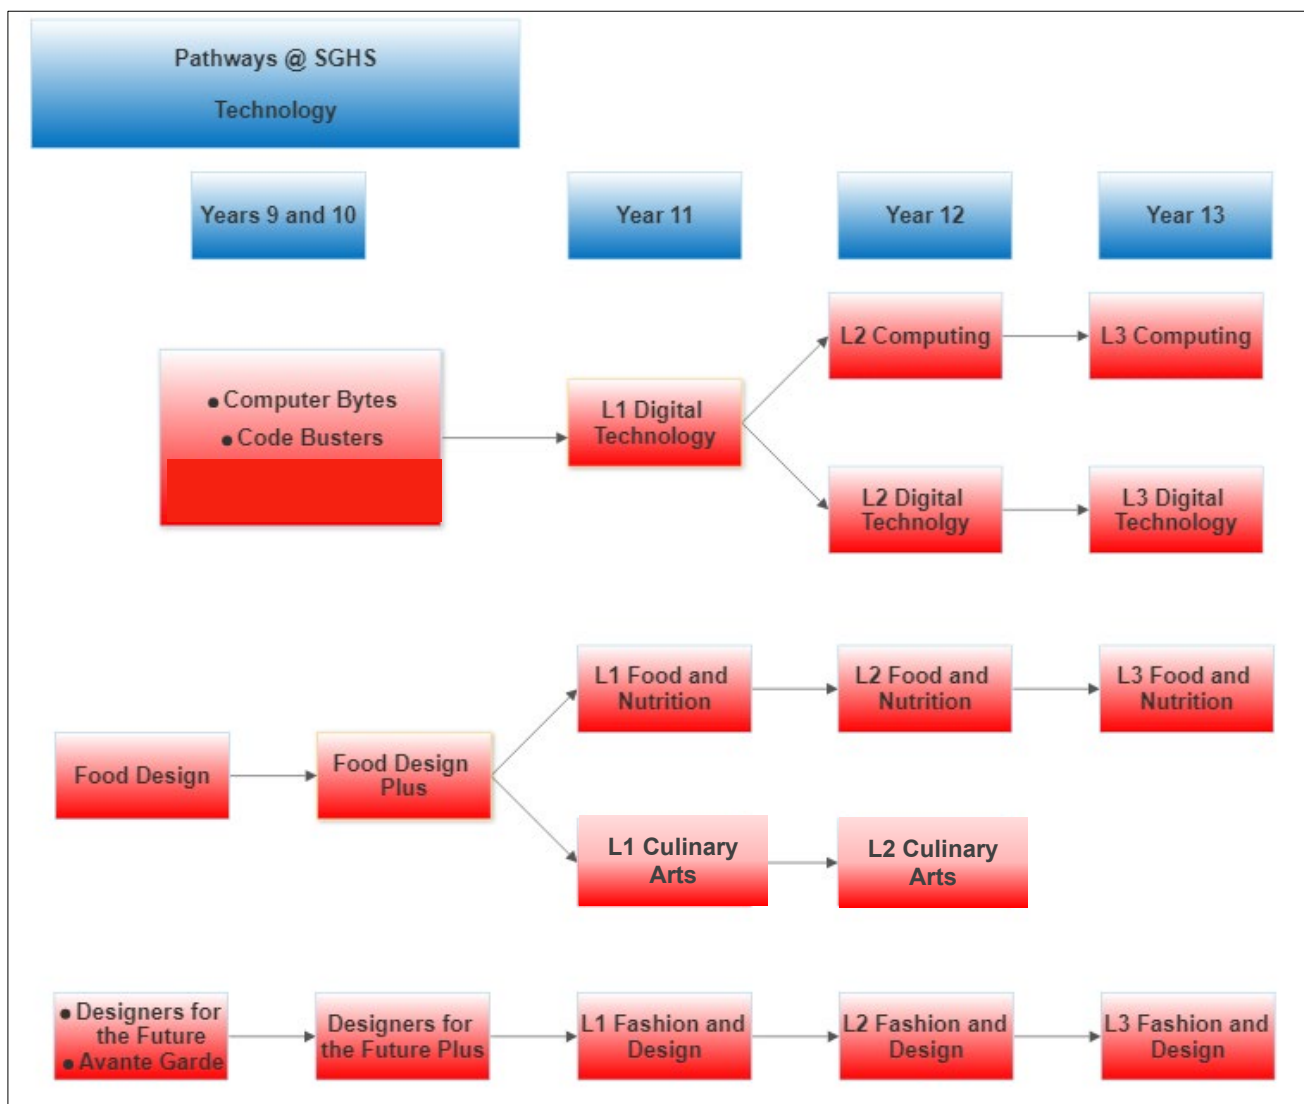 Pathways @ SGHS
Technology
Years 9 and 10
Year 11
Year 12
Year 13
• Computer Bytes
• Code Busters
L1 Digital
Technology
L2 Computing
L3 Computing
L2 Digital
Technolgy
L3 Digital
Technology
Food Design
Food Design
Plus
L1 Food and
Nutrition
L2 Food and
Nutrition
L3 Food and
Nutrition
L1 Culinary
Arts
L2 Culinary
Arts
• Designers for
the Future
• Avante Garde
Designers for
the Future Plus
L1 Fashion and
Design
L2 Fashion and
Design
L3 Fashion and
Design